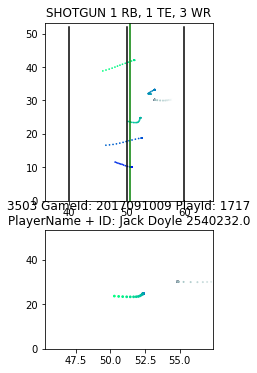 SHOTGUN 1 RB, 1 TE, 3 WR
50
40
30
20
10
0
40 50 60
3503 GameId: 2017091009 PlayId: 1717
PlayerName + ID: Jack Doyle 2540232.0
40
20
0
47.5 50.0 52.5 55.0